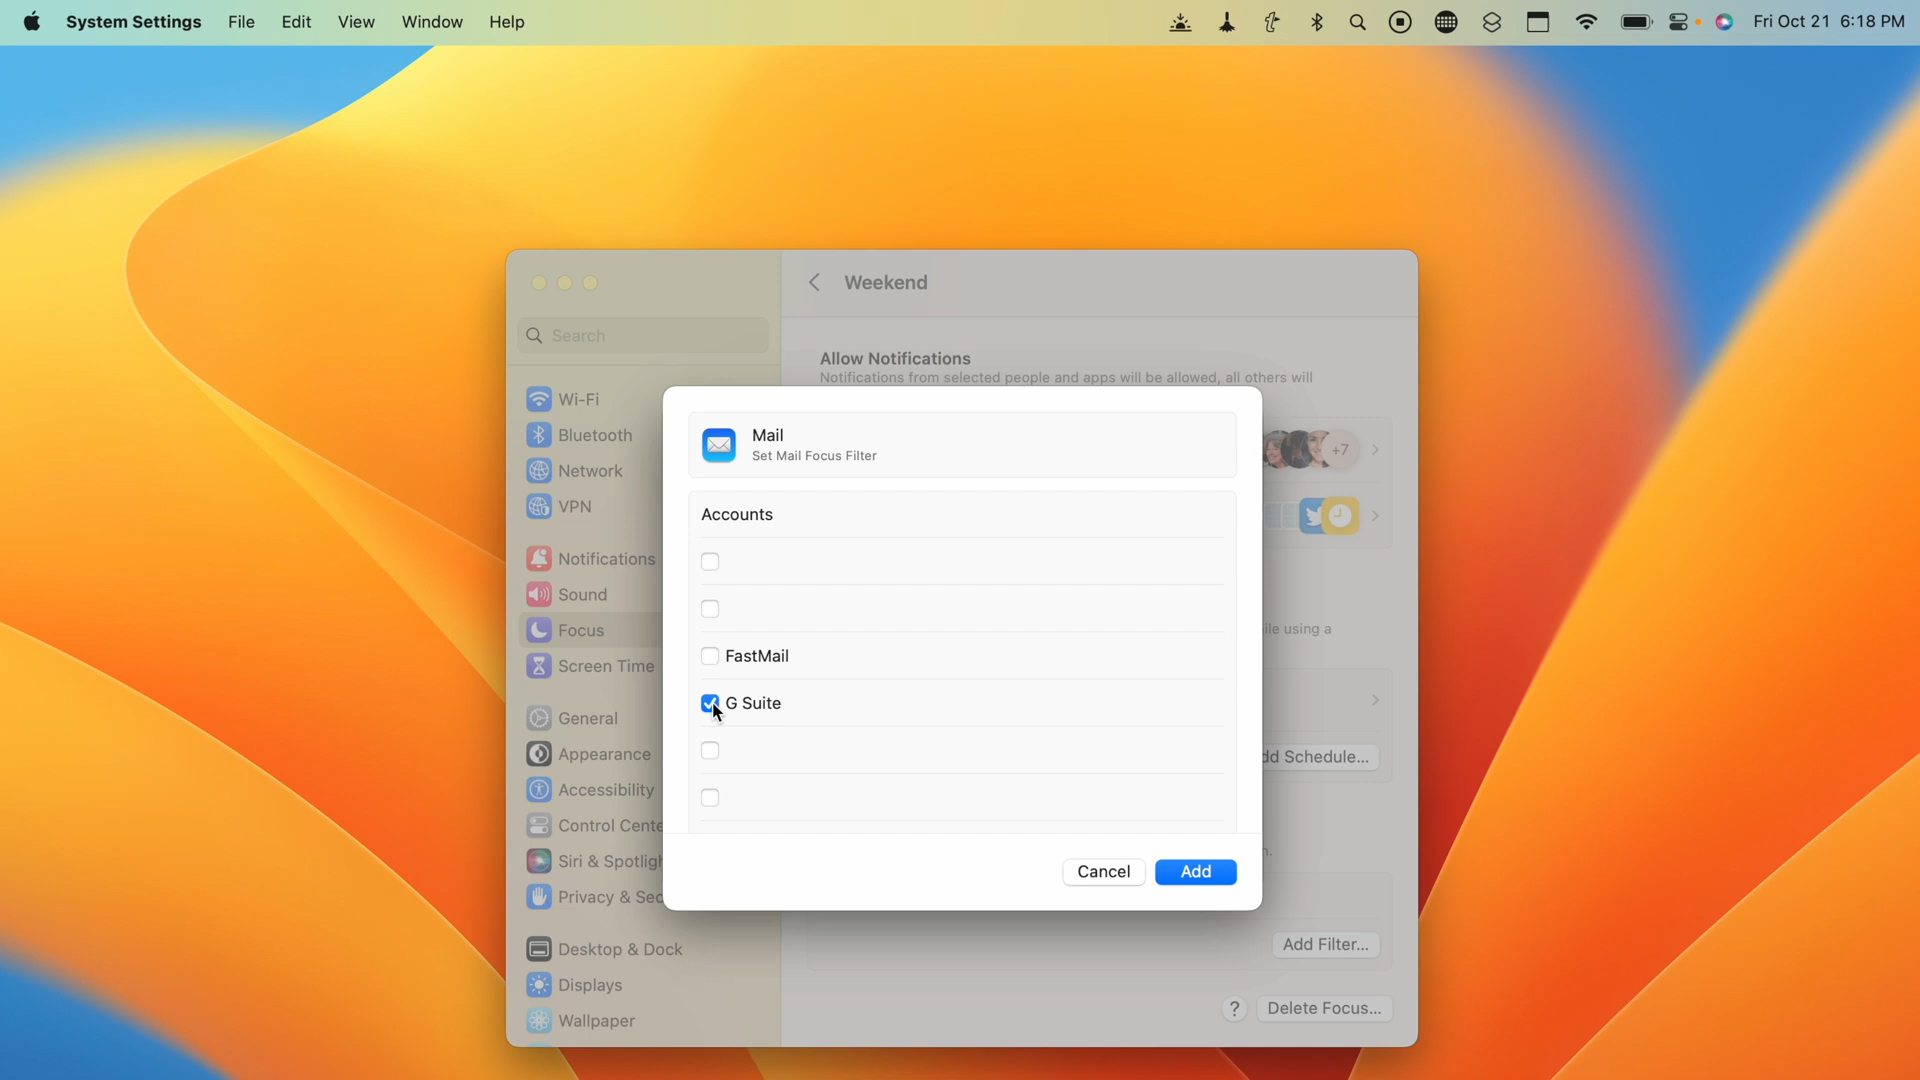 System Settings File Edit View Window Help Fri Oct 21 6:18 PM
Weekend
Search
Allow Notifications
Notifications from selected people and apps will be allowed, all others will
Wi-Fi
Bluetooth
Network
VPN
Notifications
Sound
Focus
Screen Time
General
Appearance
Accessibility
Control Cente
Siri & Spotligh
Privacy & Sec
Desktop & Dock
Displays
Wallpaper
Mail
Set Mail Focus Filter
Accounts
FastMail
G Suite
Cancel Add
+7
ile using a
dd Schedule...
n.
Add Filter...
? Delete Focus...